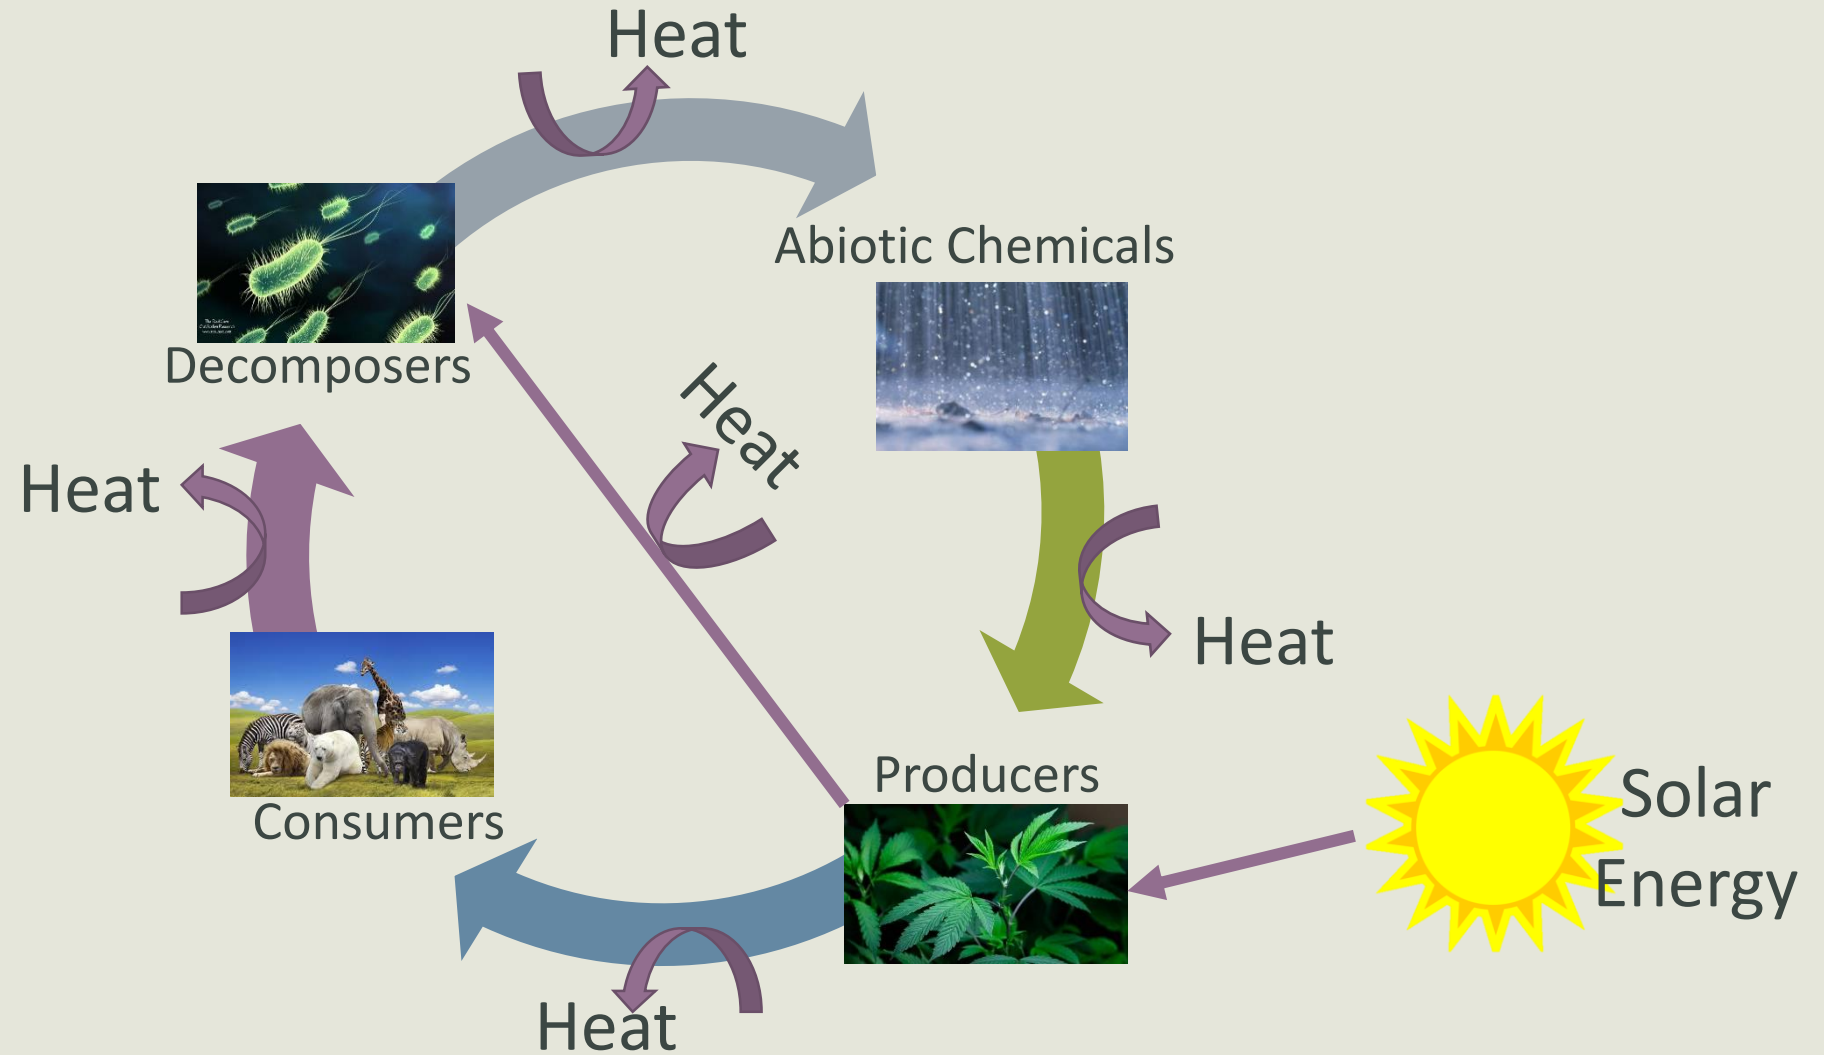 Heat
Abiotic Chemicals
Decomposers
Heat
Heat
Heat
Producers
Solar
Energy
Consumers
Heat